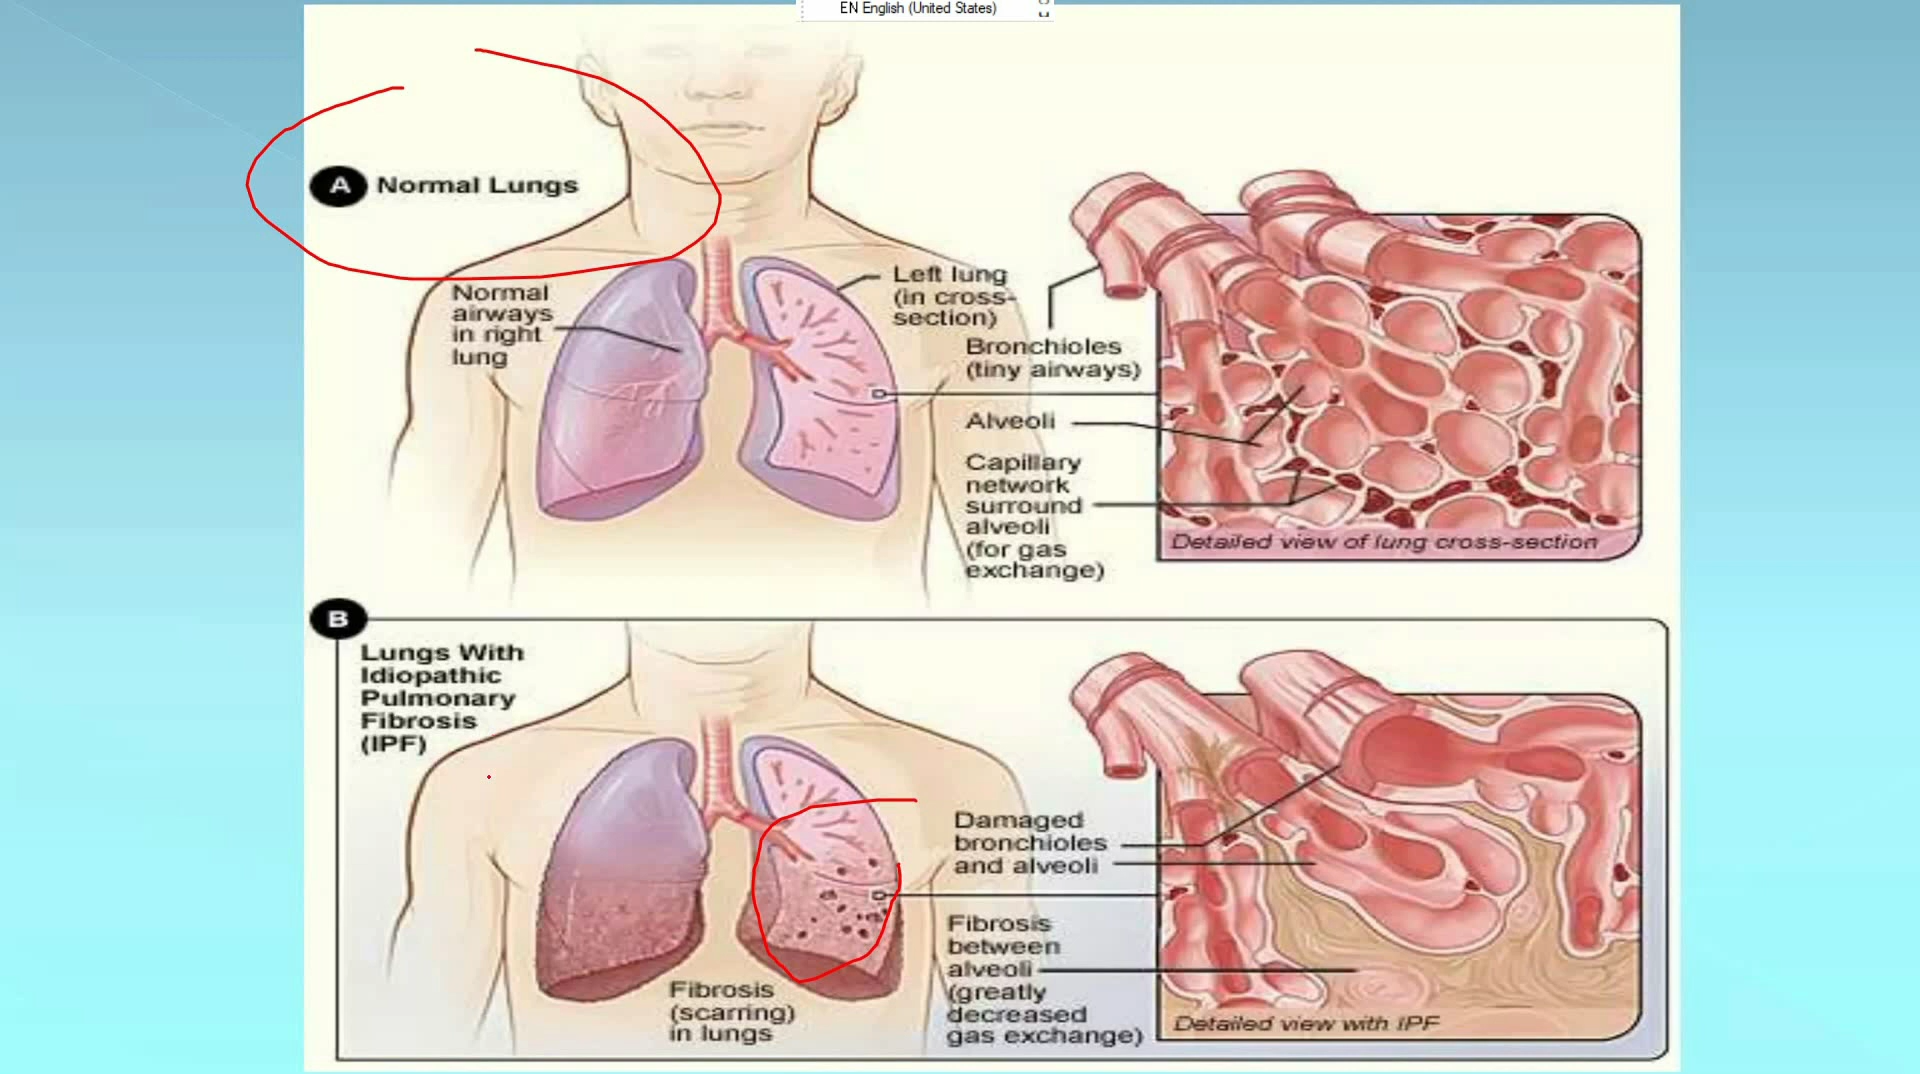 EN English (United States)
A Normal Lungs
Normal
airways
in right
lung
Left lung
(in cross-
section)
Bronchioles
(tiny airways)
Alveoli
Capillary
network
surround
alveoli
(for gas
exchange)
Detailed view of lung cross-section
B
Lungs With
Idiopathic
Pulmonary
Fibrosis
(IPF)
Damaged
bronchioles
and alveoli
Fibrosis
between
alveoli
(greatly
decreased
gas exchange)
Fibrosis
(scarring)
in lungs
Detailed view with IPF